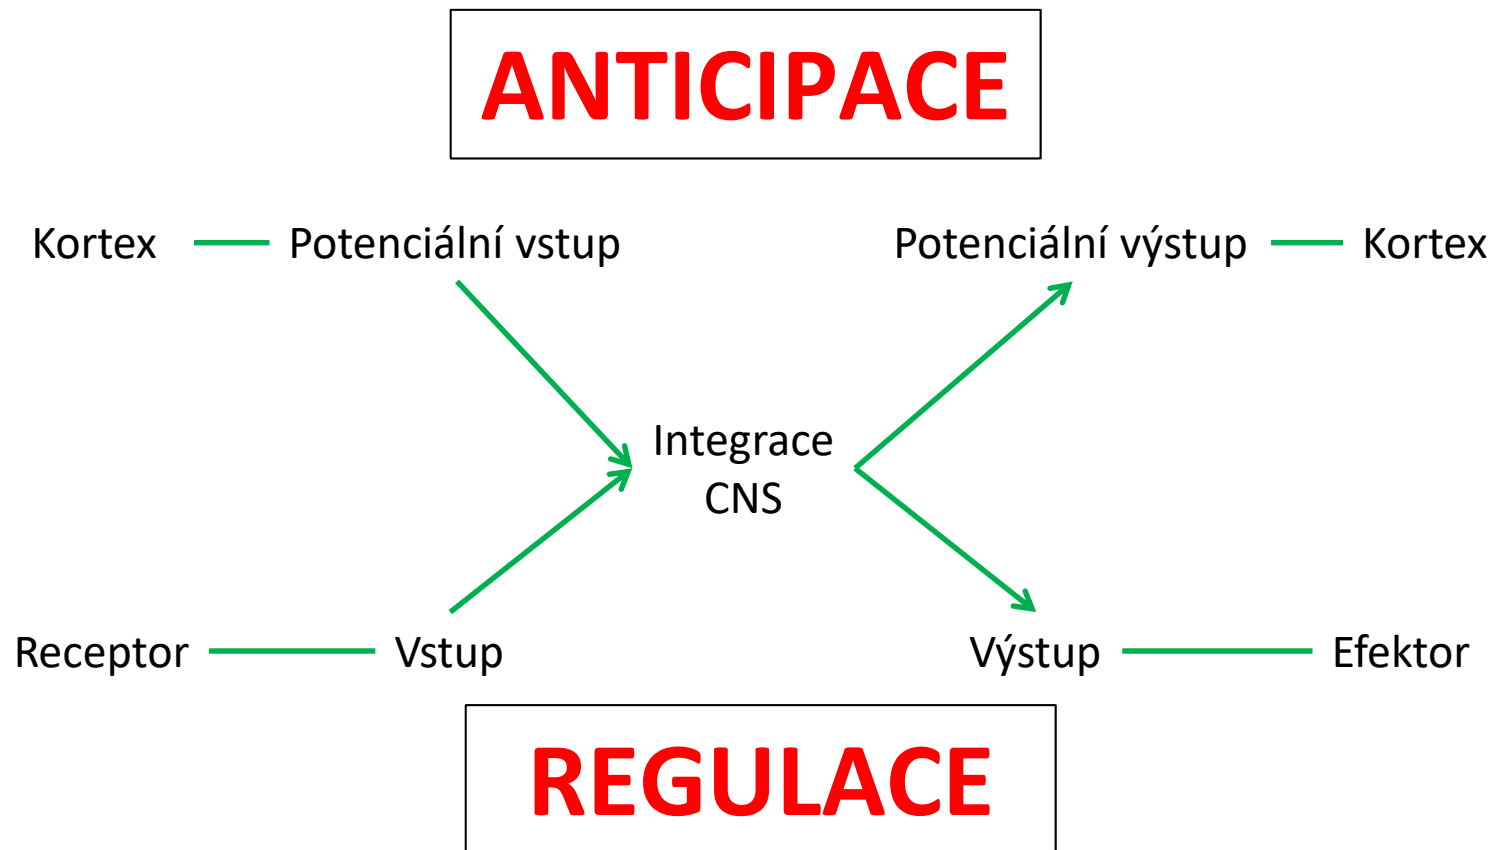 ANTICIPACE
Kortex
Potenciální vstup
Potenciální výstup
Kortex
Integrace
CNS
Receptor
Vstup
Výstup
Efektor
REGULACE